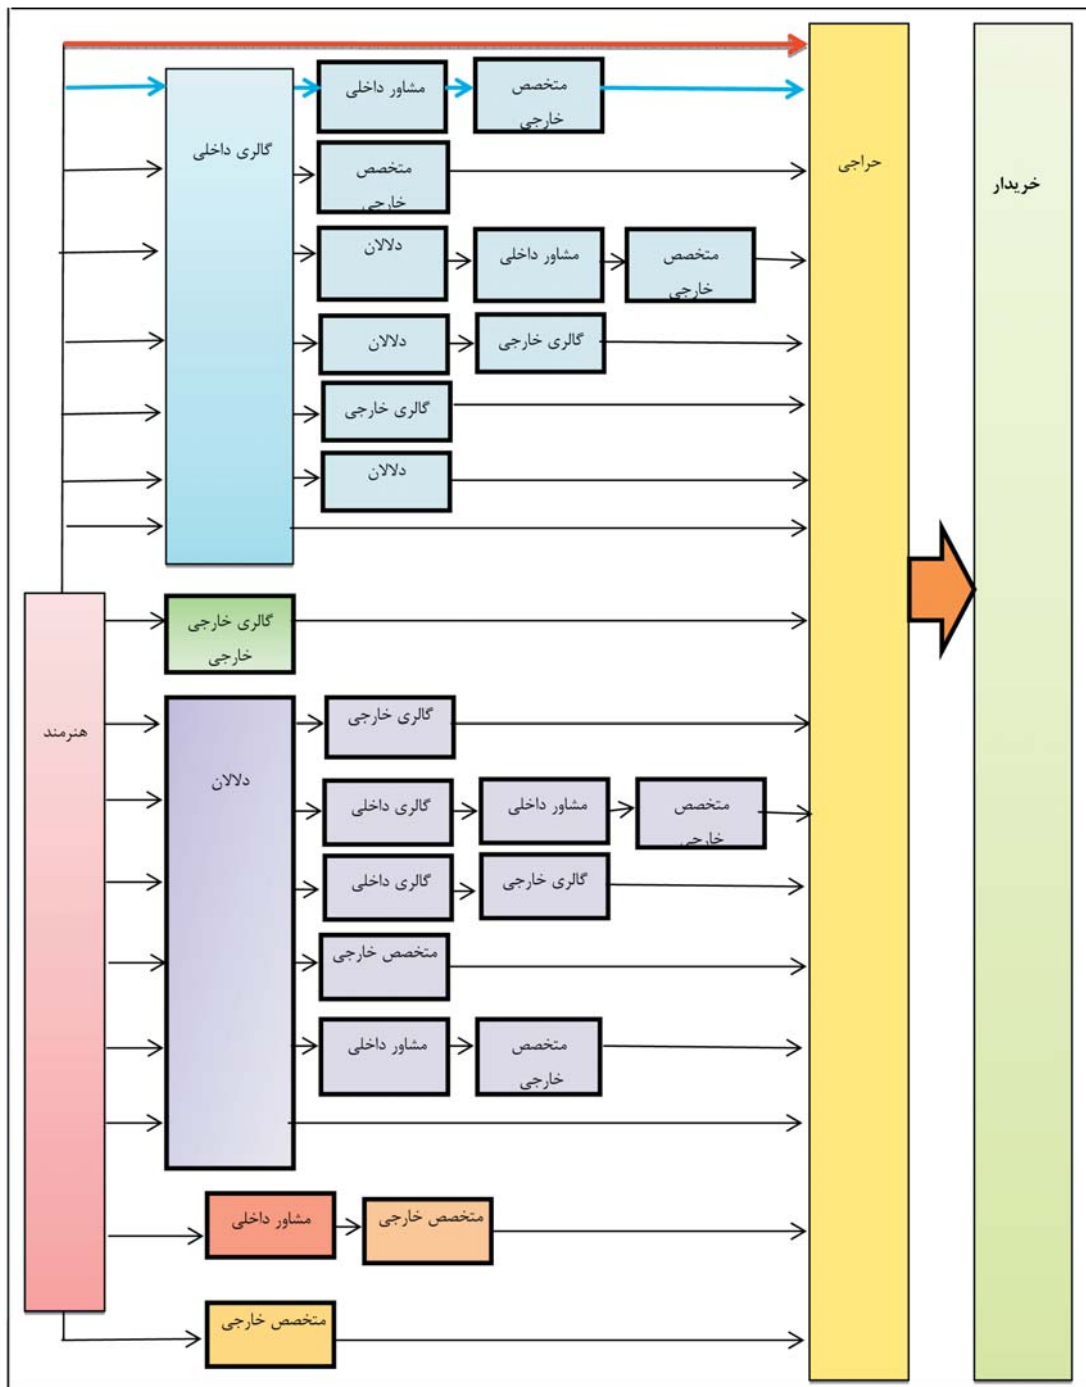 مشاور داخلی
متخصص
خارجی
گالری داخلی
حراجی
خریدار
متخصص
خارجی
دلالان
مشاور داخلی
متخصص
خارجی
دلالان
گالری خارجی
گالری خارجی
دلالان
گالری خارجی
خارجی
هنرمند
دلالان
گالری خارجی
گالری داخلی
مشاور داخلی
متخصص
خارجی
گالری داخلی
گالری خارجی
متخصص خارجی
مشاور داخلی
متخصص
خارجی
مشاور داخلی
متخصص خارجی
متخصص خارجی